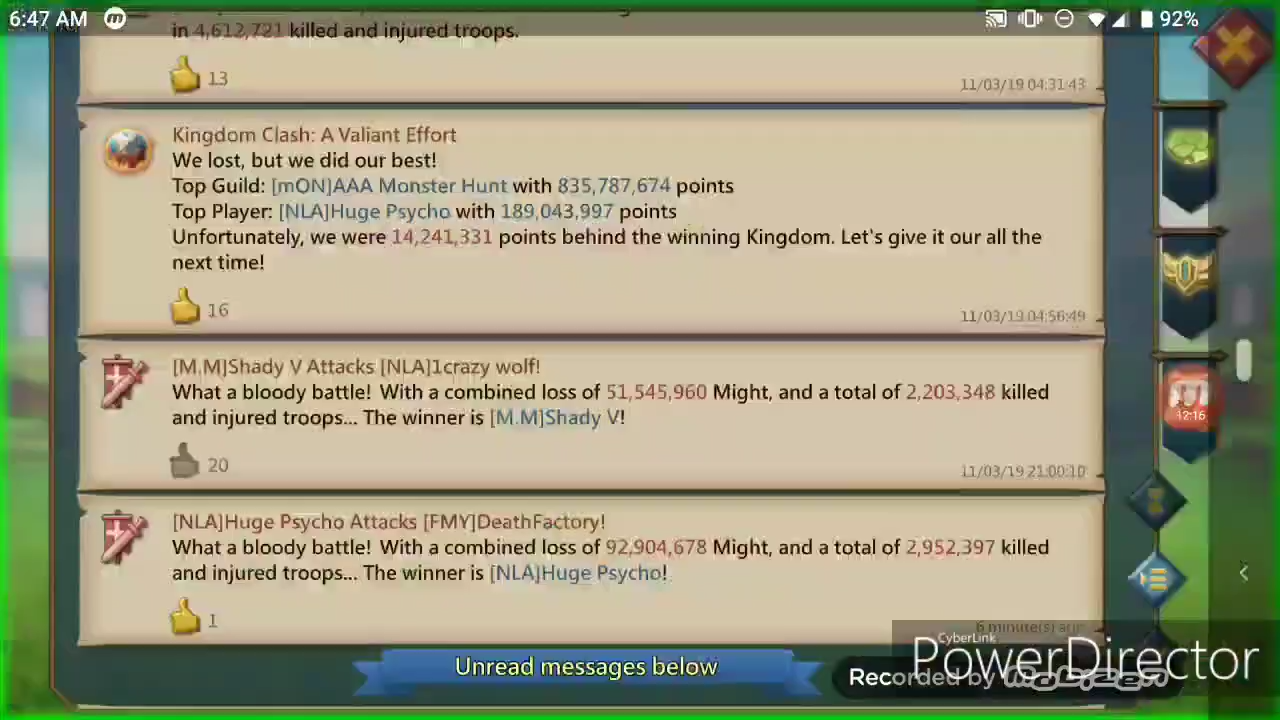 6:47 AM
92%
in 4,612,721 killed and injured troops.
13
11/03/19 04:31:43
Kingdom Clash: A Valiant Effort
We lost, but we did our best!
Top Guild: [mON]AAA Monster Hunt with 835,787,674 points
Top Player: [NLA]Huge Psycho with 189,043,997 points
Unfortunately, we were 14,241,331 points behind the winning Kingdom. Let's give it our all the
next time!
16
11/03/19 04:56:49
[M.M]Shady V Attacks [NLA]1crazy wolf!
What a bloody battle! With a combined loss of 51,545,960 Might, and a total of 2,203,348 killed
and injured troops... The winner is [M.M]Shady V!
20
11/03/19 21:00:10
12:16
[NLA]Huge Psycho Attacks [FMY]DeathFactory!
What a bloody battle! With a combined loss of 92,904,678 Might, and a total of 2,952,397 killed
and injured troops... The winner is [NLA]Huge Psycho!
1
6 minute(s) ago
Unread messages below
CyberLink
PowerDirector
Recorded by mobizen